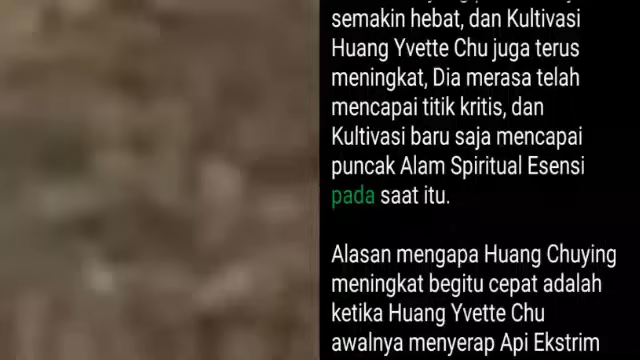 semakin hebat, dan Kultivasi
Huang Yvette Chu juga terus
meningkat, Dia merasa telah
mencapai titik kritis, dan
Kultivasi baru saja mencapai
puncak Alam Spiritual Esensi
pada saat itu.
Alasan mengapa Huang Chuying
meningkat begitu cepat adalah
ketika Huang Yvette Chu
awalnya menyerap Api Ekstrim